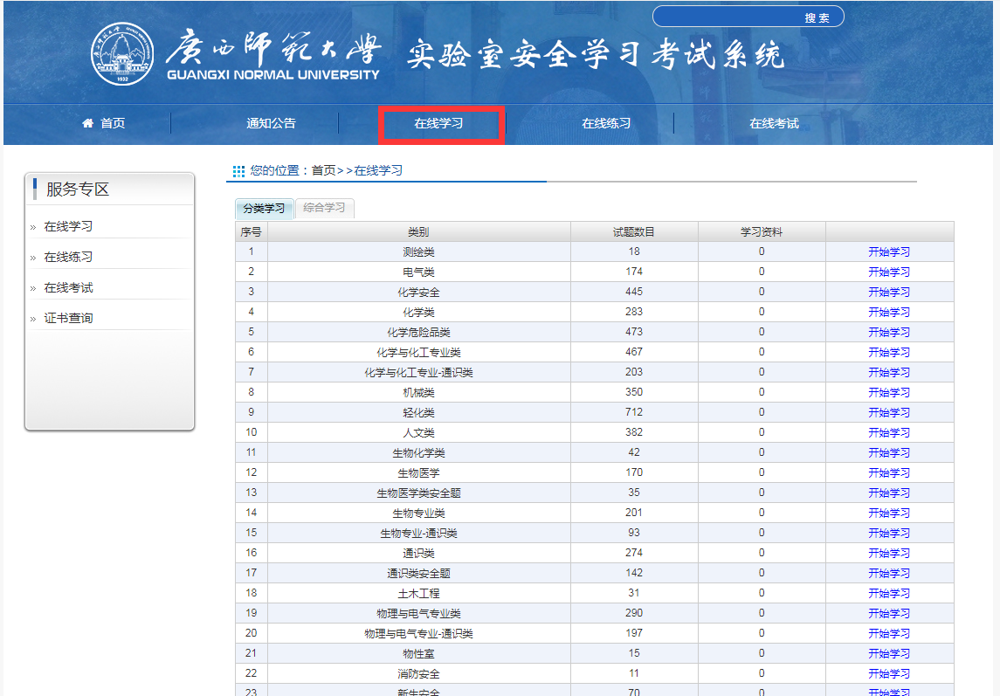 搜 索
廣西師範大學 实验室安全学习考试系统
GUANGXI NORMAL UNIVERSITY
1932
首页 通知公告 在线学习 在线练习 在线考试
您的位置：首页>>在线学习
服务专区
» 在线学习
» 在线练习
» 在线考试
» 证书查询
分类学习 综合学习
序号 类别 试题数目 学习资料
1 测绘类 18 0 开始学习
2 电气类 174 0 开始学习
3 化学安全 445 0 开始学习
4 化学类 283 0 开始学习
5 化学危险品类 473 0 开始学习
6 化学与化工专业类 467 0 开始学习
7 化学与化工专业-通识类 203 0 开始学习
8 机械类 350 0 开始学习
9 轻化类 712 0 开始学习
10 人文类 382 0 开始学习
11 生物化学类 42 0 开始学习
12 生物医学 170 0 开始学习
13 生物医学类安全题 35 0 开始学习
14 生物专业类 201 0 开始学习
15 生物专业-通识类 93 0 开始学习
16 通识类 274 0 开始学习
17 通识类安全题 142 0 开始学习
18 土木工程 31 0 开始学习
19 物理与电气专业类 290 0 开始学习
20 物理与电气专业-通识类 197 0 开始学习
21 物性室 15 0 开始学习
22 消防安全 11 0 开始学习
23 新生安全 70 0 开始学习